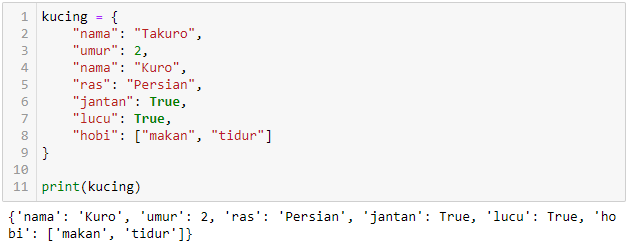 1 kucing = {
2     "nama": "Takuro",
3     "umur": 2,
4     "nama": "Kuro",
5     "ras": "Persian",
6     "jantan": True,
7     "lucu": True,
8     "hobi": ["makan", "tidur"]
9 }
10
11 print(kucing)
{'nama': 'Kuro', 'umur': 2, 'ras': 'Persian', 'jantan': True, 'lucu': True, 'ho
bi': ['makan', 'tidur']}